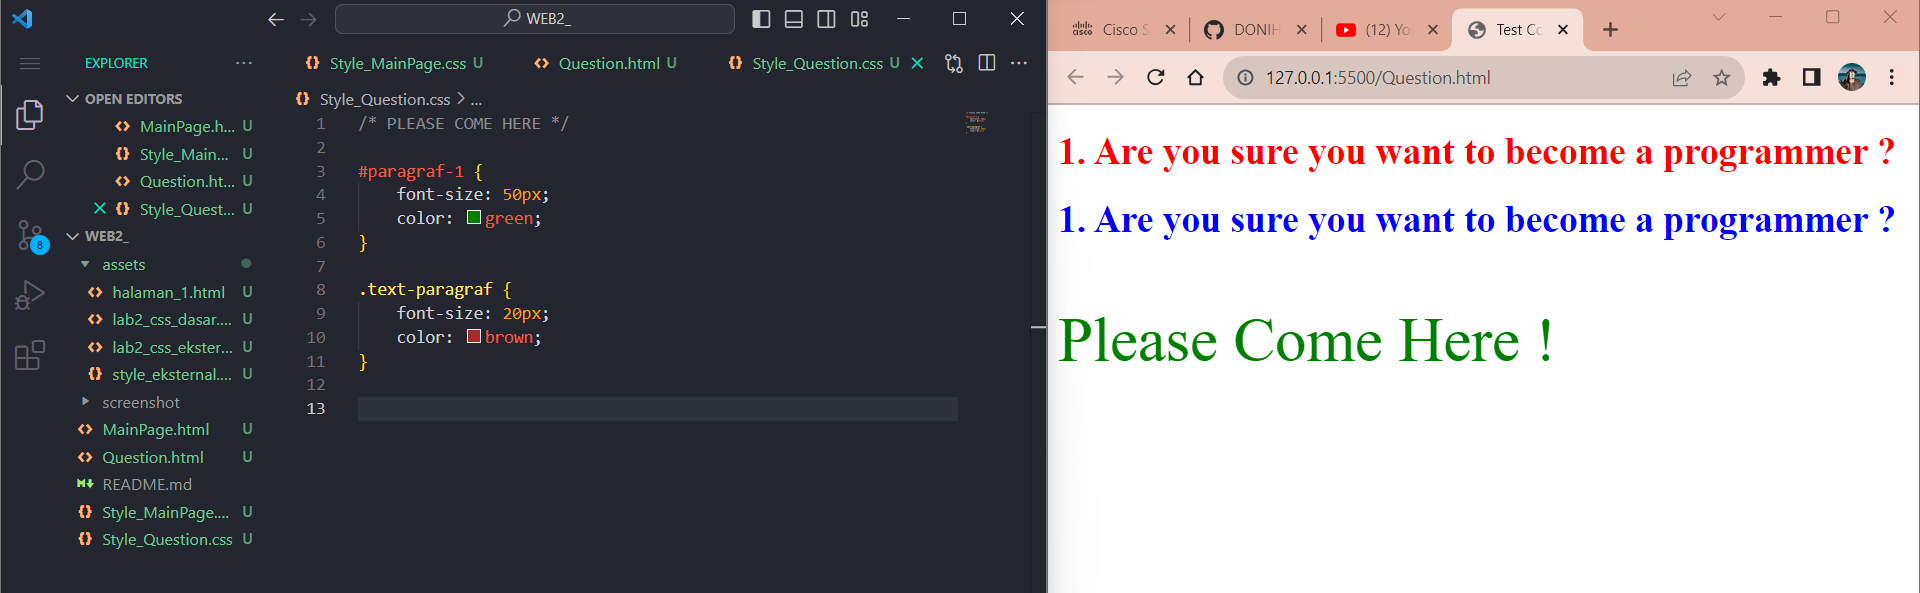 WEB2_
EXPLORER
OPEN EDITORS
MainPage.h... U
Style_Main... U
Question.ht... U
Style_Quest... U
WEB2_
assets
halaman_1.html U
lab2_css_dasar.... U
lab2_css_ekster... U
style_eksternal.... U
screenshot
MainPage.html U
Question.html U
README.md
Style_MainPage.... U
Style_Question.css U
8
Style_MainPage.css U
Question.html U
Style_Question.css U
Style_Question.css > ...
1 /* PLEASE COME HERE */
2
3 #paragraf-1 {
4 font-size: 50px;
5 color: green;
6 }
7
8 .text-paragraf {
9 font-size: 20px;
10 color: brown;
11 }
12
13
cisco Cisco S
DONIH
(12) Yo
Test Co
127.0.0.1:5500/Question.html
1. Are you sure you want to become a programmer ?
1. Are you sure you want to become a programmer ?
Please Come Here !